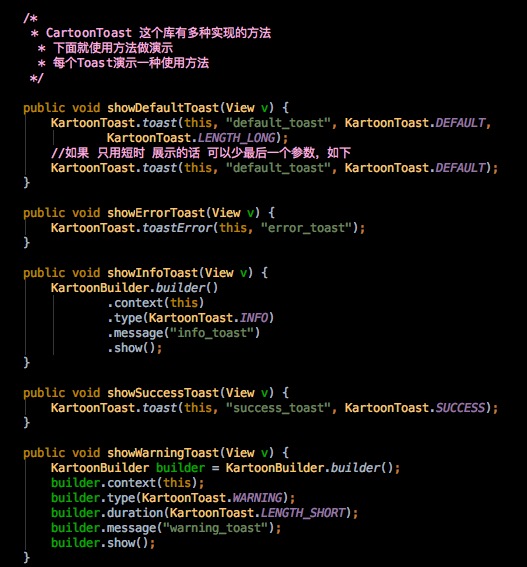 /*
* CartoonToast 这个库有多种实现的方法
* 下面就使用方法做演示
* 每个Toast演示一种使用方法
*/
public void showDefaultToast(View v) {
KartoonToast.toast(this, "default_toast", KartoonToast.DEFAULT,
KartoonToast.LENGTH_LONG);
//如果 只用短时 展示的话 可以少最后一个参数，如下
KartoonToast.toast(this, "default_toast", KartoonToast.DEFAULT);
}
public void showErrorToast(View v) {
KartoonToast.toastError(this, "error_toast");
}
public void showInfoToast(View v) {
KartoonBuilder.builder()
.context(this)
.type(KartoonToast.INFO)
.message("info_toast")
.show();
}
public void showSuccessToast(View v) {
KartoonToast.toast(this, "success_toast", KartoonToast.SUCCESS);
}
public void showWarningToast(View v) {
KartoonBuilder builder = KartoonBuilder.builder();
builder.context(this);
builder.type(KartoonToast.WARNING);
builder.duration(KartoonToast.LENGTH_SHORT);
builder.message("warning_toast");
builder.show();
}